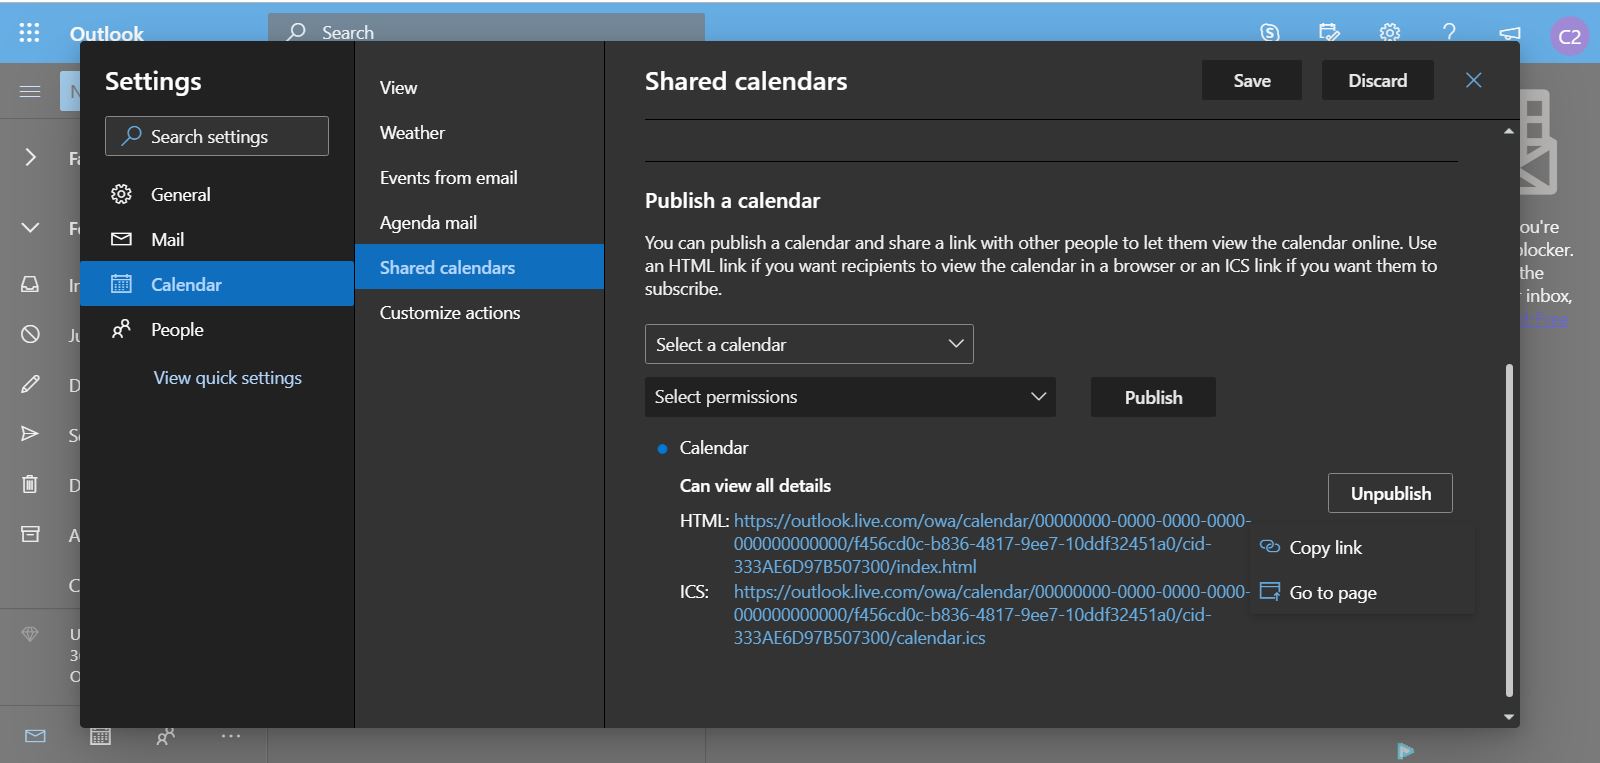 Outlook
Search
C2
Settings
Search settings
General
Mail
Calendar
People
View quick settings
View
Weather
Events from email
Agenda mail
Shared calendars
Customize actions
Shared calendars
Save
Discard
Publish a calendar
You can publish a calendar and share a link with other people to let them view the calendar online. Use
an HTML link if you want recipients to view the calendar in a browser or an ICS link if you want them to
subscribe.
Select a calendar
Select permissions
Publish
Calendar
Can view all details
Unpublish
HTML: https://outlook.live.com/owa/calendar/00000000-0000-0000-0000-
000000000000/f456cd0c-b836-4817-9ee7-10ddf32451a0/cid-
333AE6D97B507300/index.html
ICS: https://outlook.live.com/owa/calendar/00000000-0000-0000-0000-
000000000000/f456cd0c-b836-4817-9ee7-10ddf32451a0/cid-
333AE6D97B507300/calendar.ics
Copy link
Go to page
ou're
locker.
the
inbox,